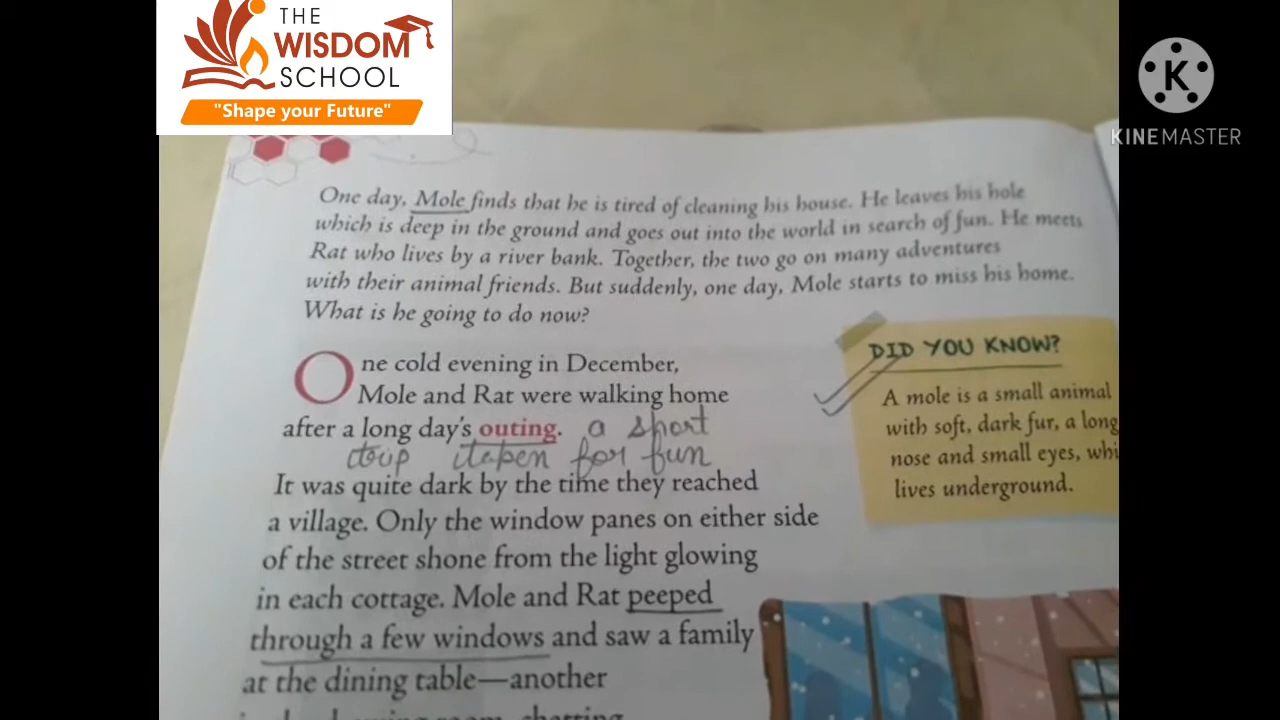 THE
WISDOM
SCHOOL
"Shape your Future"
K
KINEMASTER
One day, Mole finds that he is tired of cleaning his house. He leaves his hole
which is deep in the ground and goes out into the world in search of fun. He meets
Rat who lives by a river bank. Together, the two go on many adventures
with their animal friends. But suddenly, one day, Mole starts to miss his home.
What is he going to do now?
One cold evening in December,
Mole and Rat were walking home
after a long day's outing. a short
trip taken for fun
It was quite dark by the time they reached
a village. Only the window panes on either side
of the street shone from the light glowing
in each cottage. Mole and Rat peeped
through a few windows and saw a family
at the dining table—another
DID YOU KNOW?
A mole is a small animal
with soft, dark fur, a long
nose and small eyes, whi
lives underground.